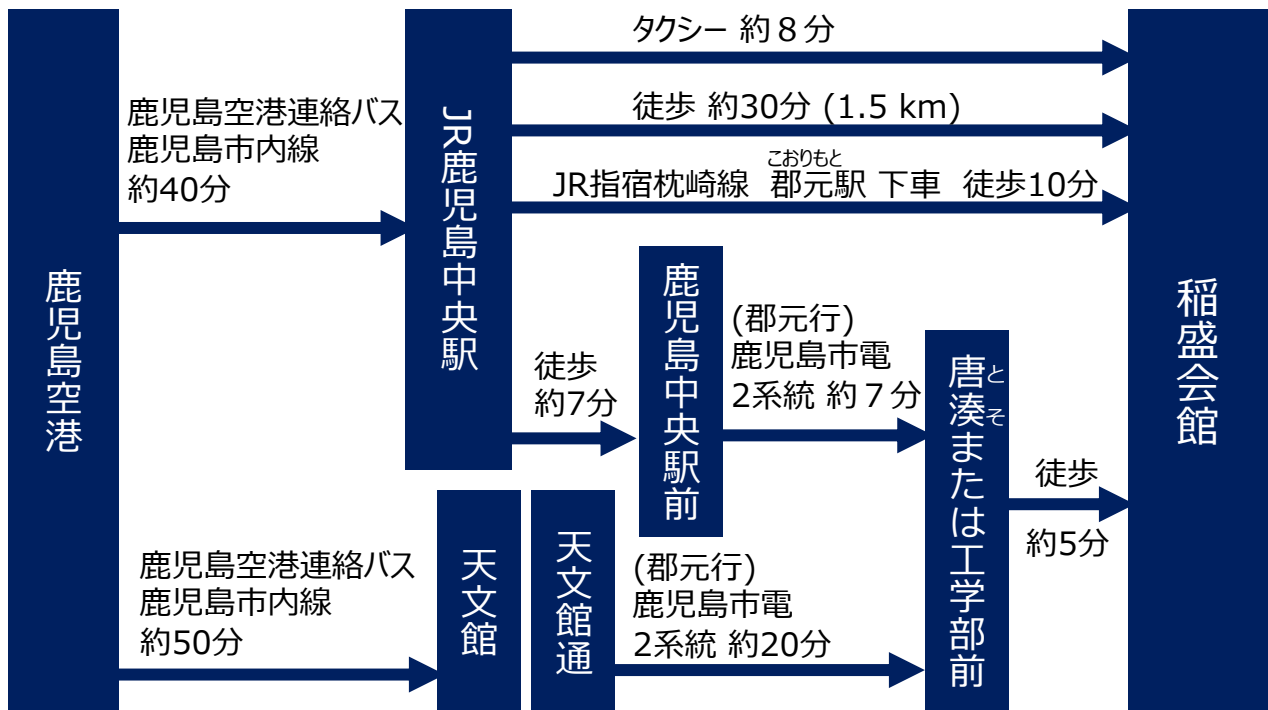 鹿児島空港
鹿児島空港連絡バス
鹿児島市内線
約40分
JR鹿児島中央駅
タクシー 約８分
徒歩 約30分 (1.5 km)
こおりもと
JR指宿枕崎線 郡元駅 下車 徒歩10分
徒歩
約7分
鹿児島中央駅前
(郡元行)
鹿児島市電
2系統 約７分
鹿児島空港連絡バス
鹿児島市内線
約50分
天文館
天文館通
(郡元行)
鹿児島市電
2系統 約20分
とそ
唐湊または工学部前
徒歩
約5分
稲盛会館